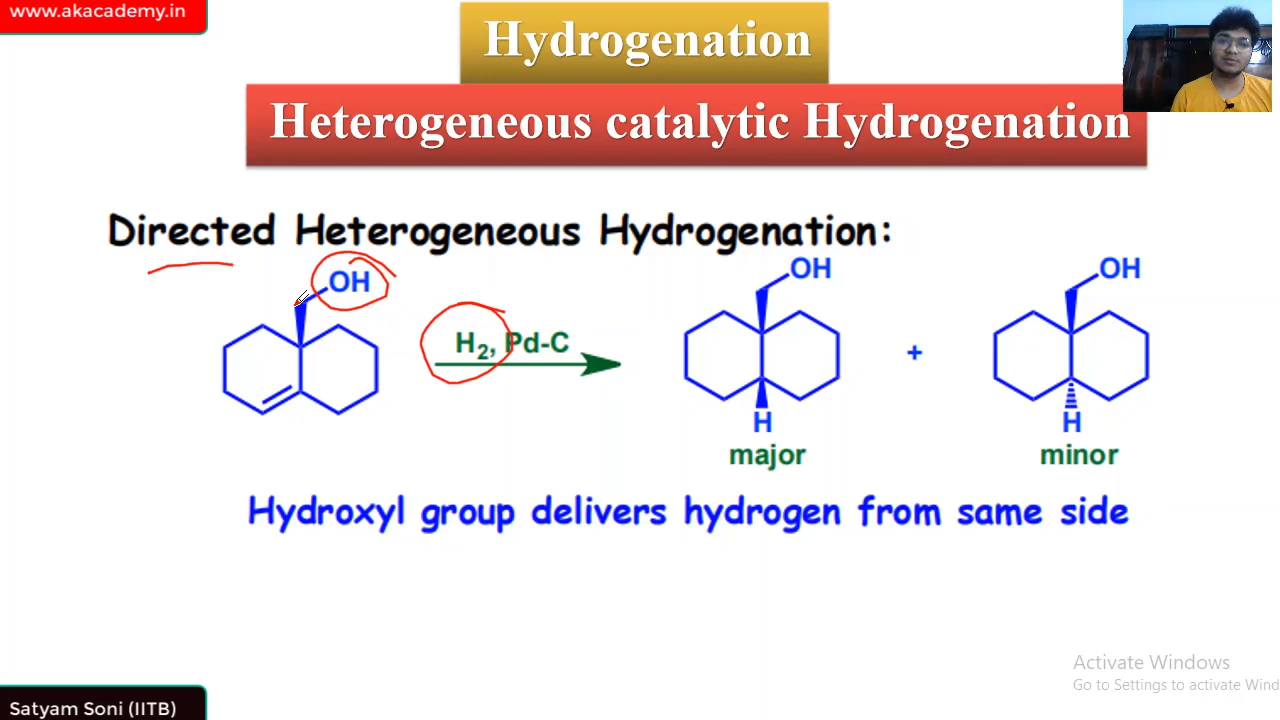 www.akacademy.in
Hydrogenation
Heterogeneous catalytic Hydrogenation
Directed Heterogeneous Hydrogenation:
OH
H2, Pd-C
OH
H
major
+
OH
H
minor
Hydroxyl group delivers hydrogen from same side
Activate Windows
Go to Settings to activate Wind
Satyam Soni (IITB)